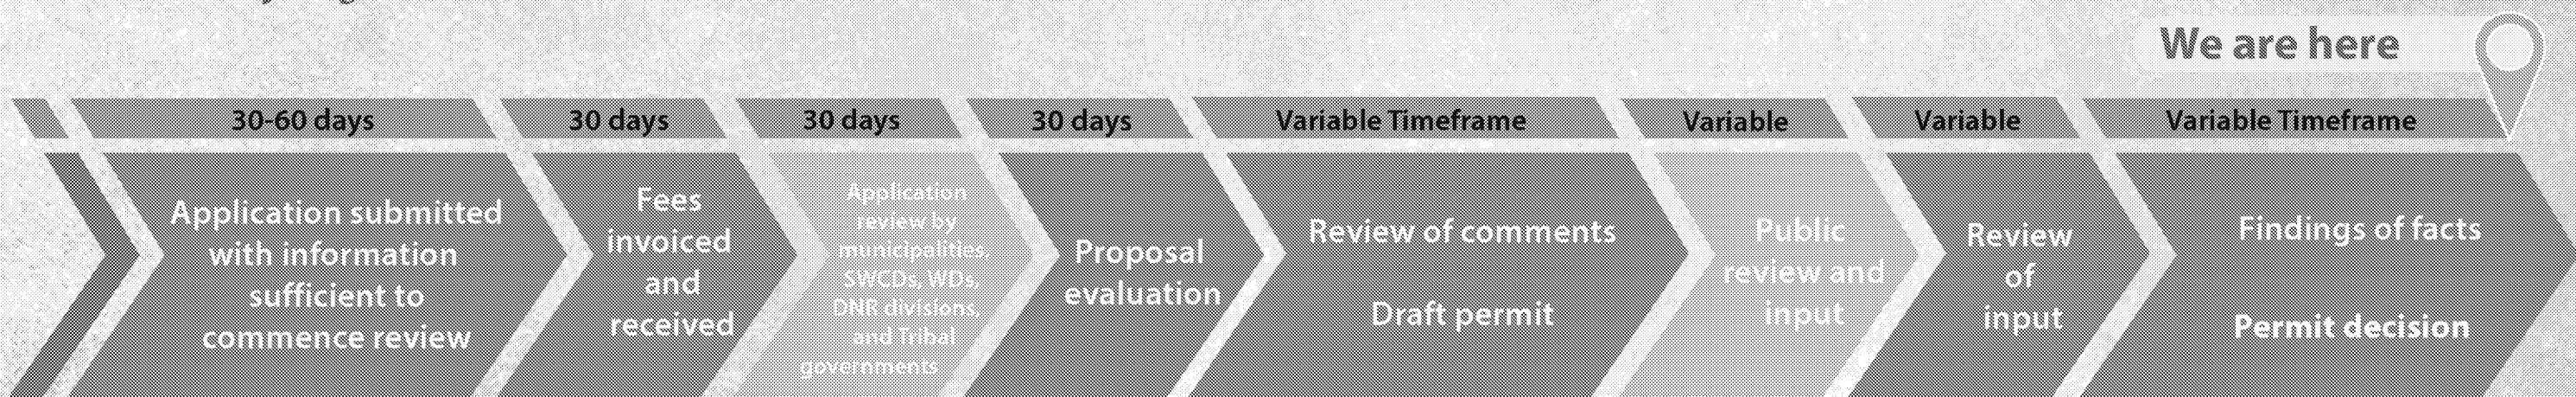 We are here
30-60 days
30 days
30 days
30 days
Variable Timeframe
Variable
Variable
Variable Timeframe
Application submitted
with information
sufficient to
commence review
Fees
invoiced
and
received
Application
review by
municipalities,
SWCDs, WDs,
DNR divisions,
and Tribal
governments
Proposal
evaluation
Review of comments
Draft permit
Public
review and
input
Review
of
input
Findings of facts
Permit decision